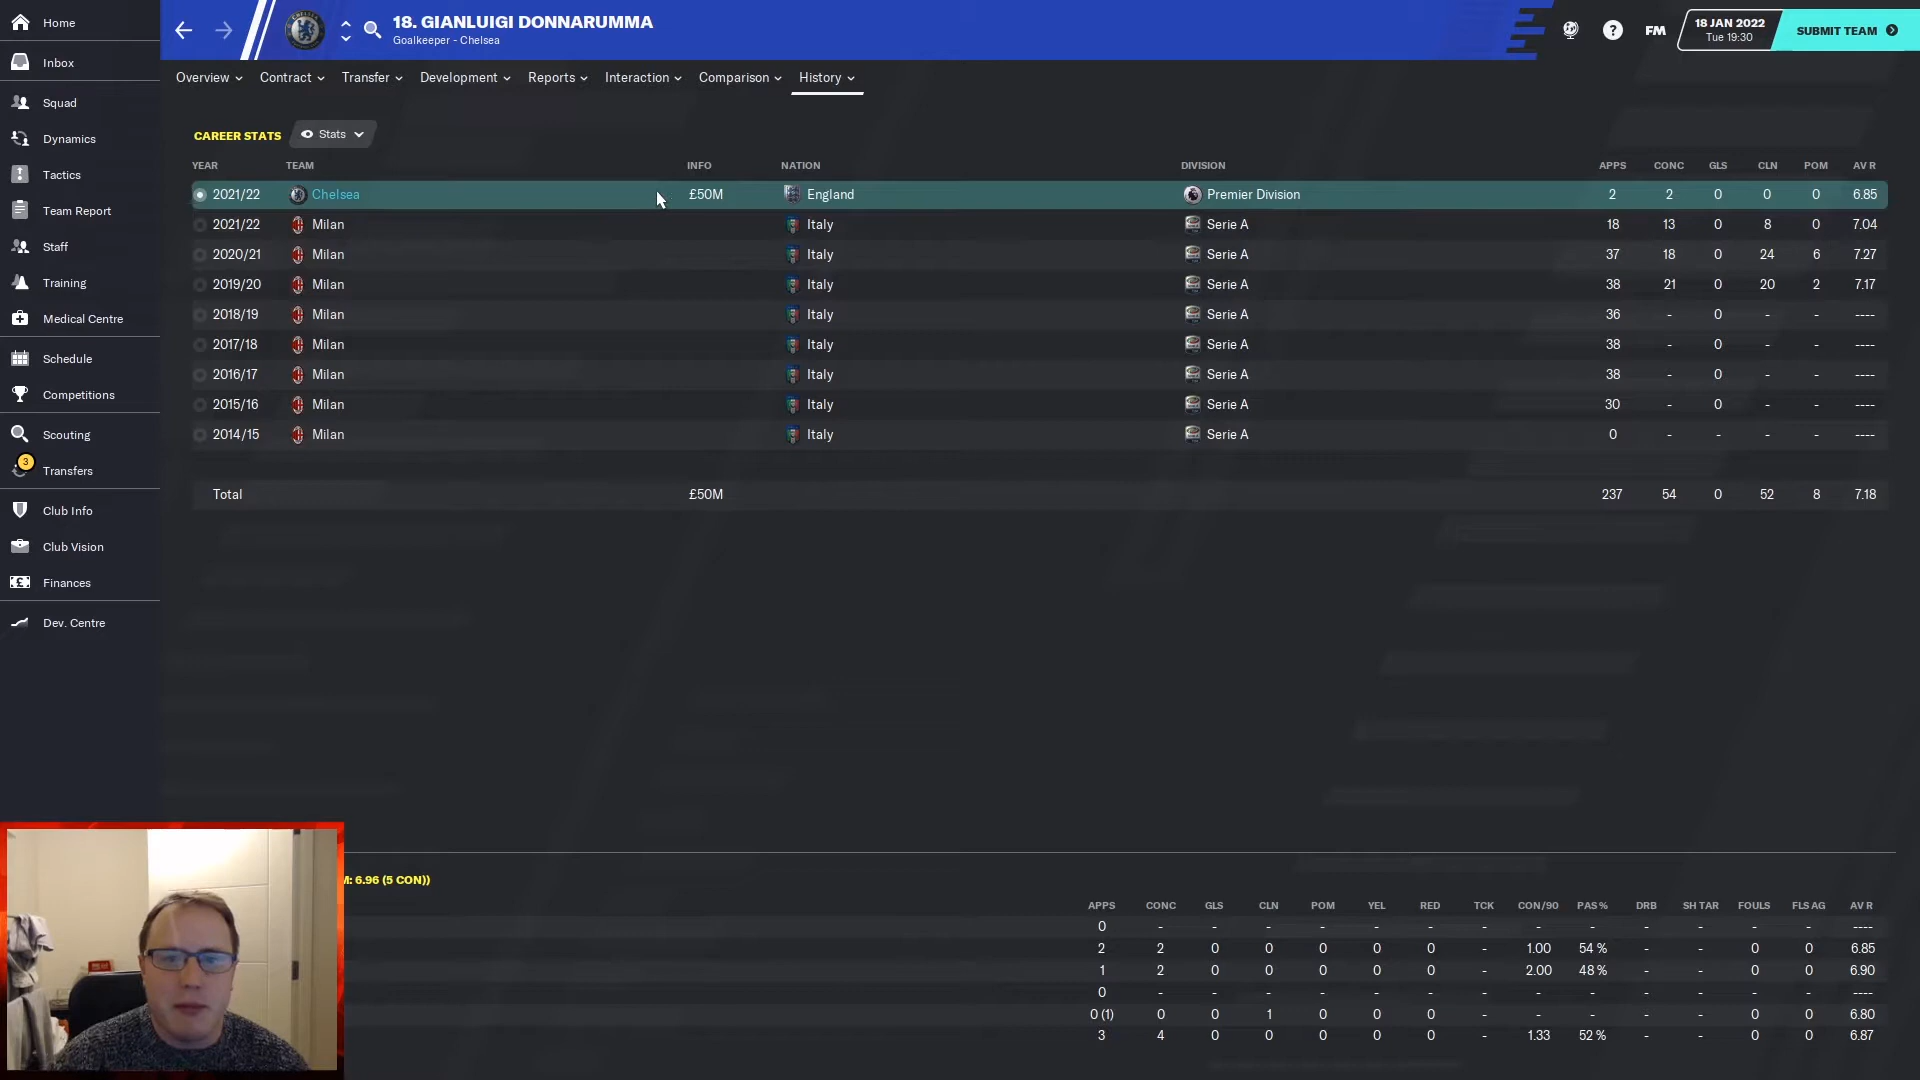 Home
Inbox
Squad
Dynamics
Tactics
Team Report
Staff
Training
Medical Centre
Schedule
Competitions
Scouting
3
Transfers
Club Info
Club Vision
Finances
Dev. Centre
18. GIANLUIGI DONNARUMMA
Goalkeeper - Chelsea
? FM 18 JAN 2022 Tue 19:30 SUBMIT TEAM
Overview Contract Transfer Development Reports Interaction Comparison History
CAREER STATS Stats
YEAR TEAM INFO NATION DIVISION APPS CONC GLS CLN POM AV R
2021/22 Chelsea £50M England Premier Division 2 2 0 0 0 6.85
2021/22 Milan Italy Serie A 18 13 0 8 0 7.04
2020/21 Milan Italy Serie A 37 18 0 24 6 7.27
2019/20 Milan Italy Serie A 38 21 0 20 2 7.17
2018/19 Milan Italy Serie A 36 - 0 - - ----
2017/18 Milan Italy Serie A 38 - 0 - - ----
2016/17 Milan Italy Serie A 38 - 0 - - ----
2015/16 Milan Italy Serie A 30 - 0 - - ----
2014/15 Milan Italy Serie A 0 - - - - ----
Total £50M 237 54 0 52 8 7.18
M: 6.96 (5 CON))
APPS CONC GLS CLN POM YEL RED TCK CON/90 PAS % DRB SH TAR FOULS FLS AG AV R
0 - - - - - - - - - - - - - ----
2 2 0 0 0 0 0 - 1.00 54 % - - 0 0 6.85
1 2 0 0 0 0 0 - 2.00 48 % - - 0 0 6.90
0 - - - - - - - - - - - - - ----
0 (1) 0 0 1 0 0 0 - - - - - 0 0 6.80
3 4 0 0 0 0 0 - 1.33 52 % - - 0 0 6.87